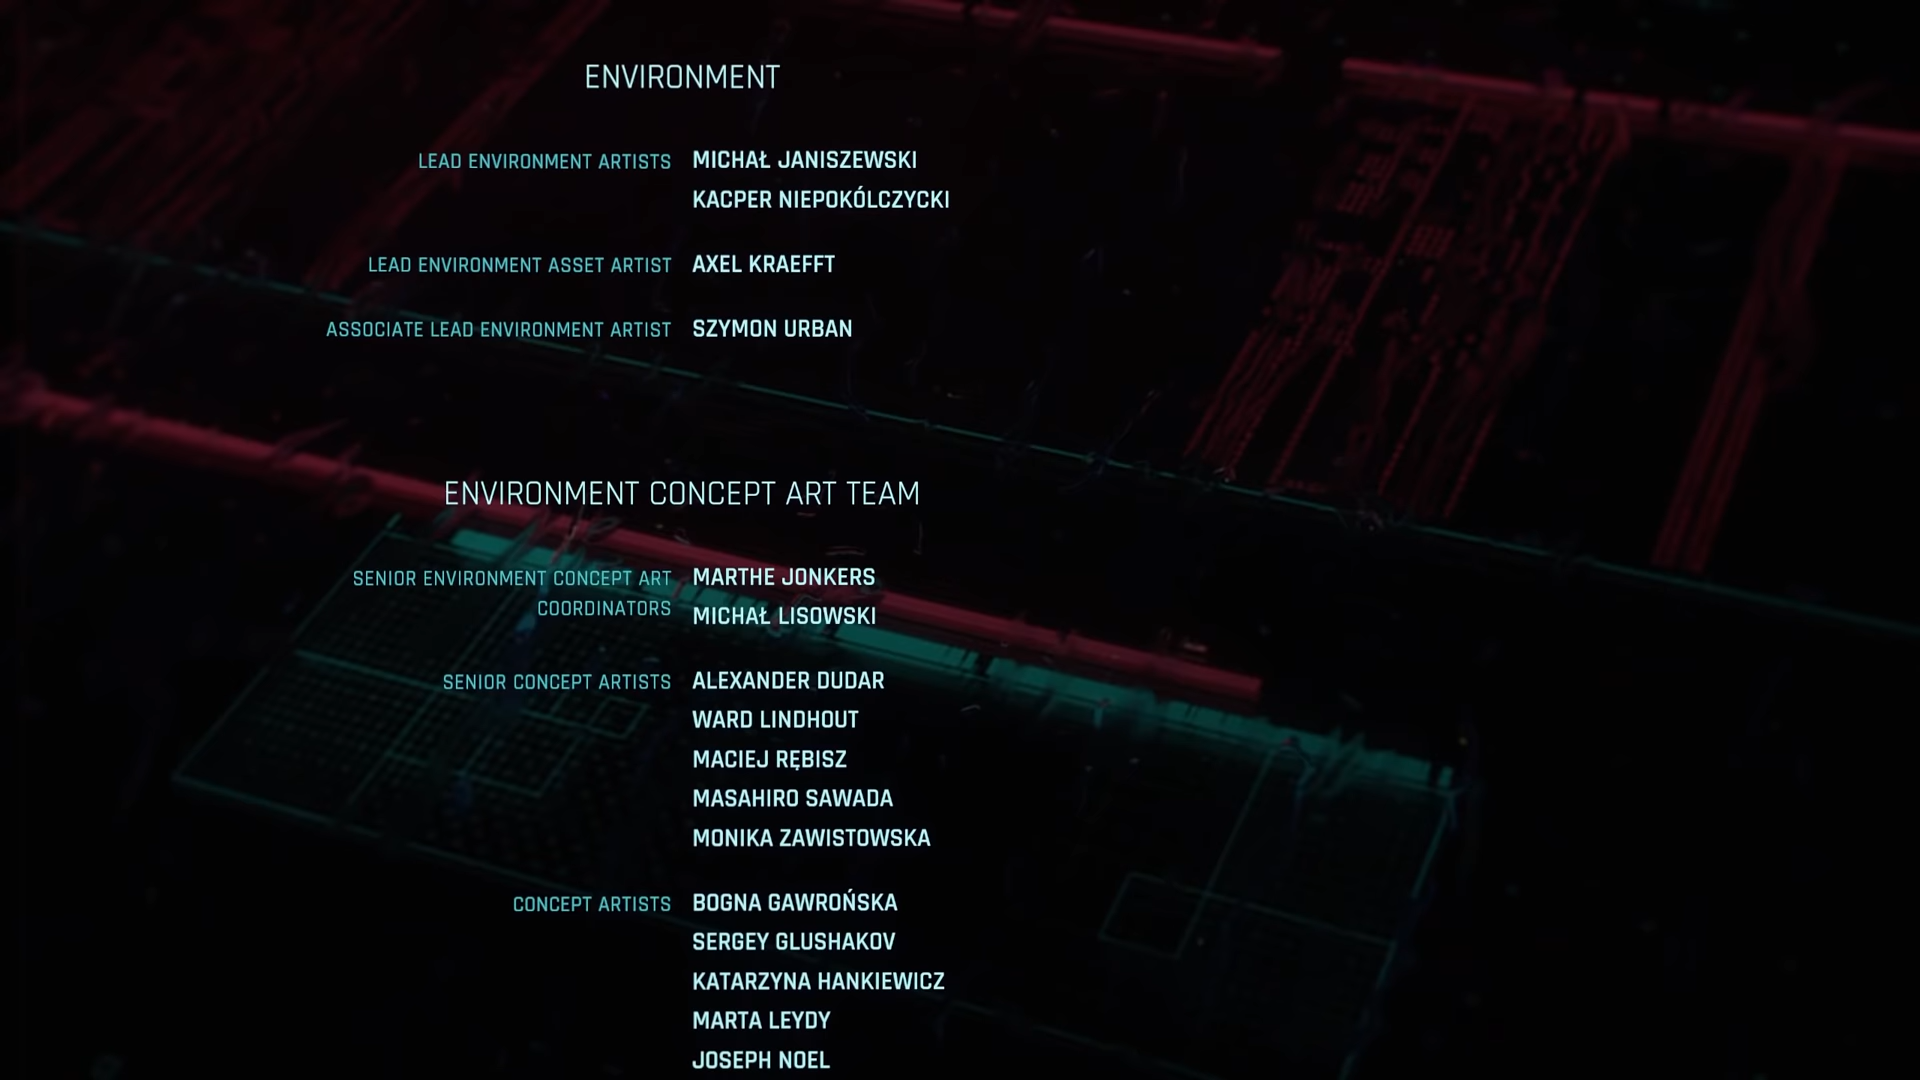 ENVIRONMENT
LEAD ENVIRONMENT ARTISTS MICHAŁ JANISZEWSKI
KACPER NIEPOKÓLCZYCKI
LEAD ENVIRONMENT ASSET ARTIST AXEL KRAEFFT
ASSOCIATE LEAD ENVIRONMENT ARTIST SZYMON URBAN
ENVIRONMENT CONCEPT ART TEAM
SENIOR ENVIRONMENT CONCEPT ART MARTHE JONKERS
COORDINATORS MICHAŁ LISOWSKI
SENIOR CONCEPT ARTISTS ALEXANDER DUDAR
WARD LINDHOUT
MACIEJ RĘBISZ
MASAHIRO SAWADA
MONIKA ZAWISTOWSKA
CONCEPT ARTISTS BOGNA GAWROŃSKA
SERGEY GLUSHAKOV
KATARZYNA HANKIEWICZ
MARTA LEYDY
JOSEPH NOEL